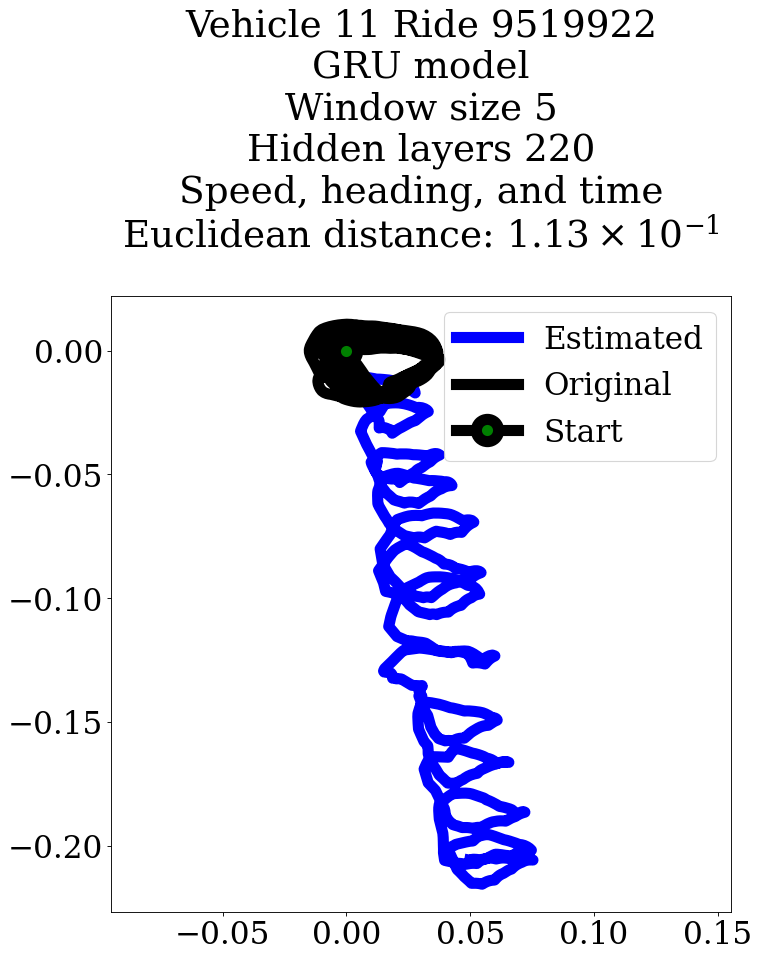 Vehicle 11 Ride 9519922
GRU model
Window size 5
Hidden layers 220
Speed, heading, and time
Euclidean distance: 1.13 × 10⁻¹
Estimated
Original
Start
0.00
−0.05
−0.10
−0.15
−0.20
−0.05 0.00 0.05 0.10 0.15